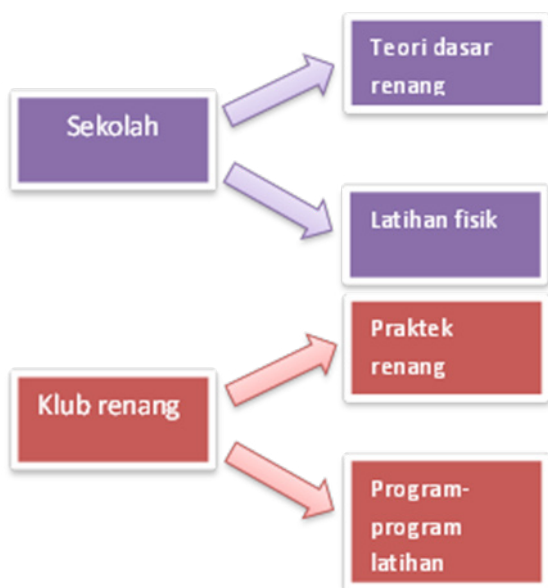 Sekolah
Teori dasar
renang
Latihan fisik
Klub renang
Praktek
renang
Program-
program
latihan